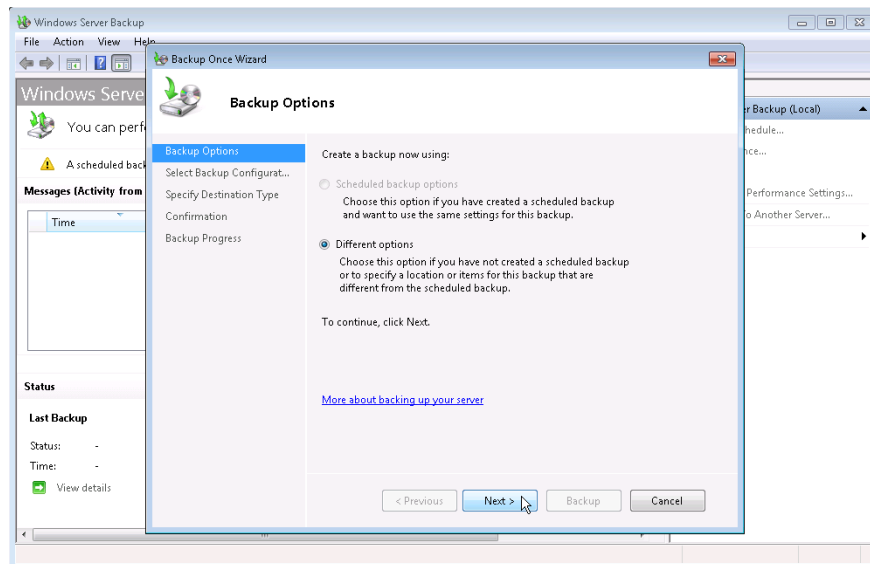 Windows Server Backup
File Action View Help
Backup Once Wizard
Windows Serve
Backup Options
er Backup (Local)
You can perf
hedule...
nce...
A scheduled back
Performance Settings...
Messages (Activity from
o Another Server...
Time
Backup Options
Select Backup Configurat...
Specify Destination Type
Confirmation
Backup Progress
Create a backup now using:
Scheduled backup options
Choose this option if you have created a scheduled backup
and want to use the same settings for this backup.
Different options
Choose this option if you have not created a scheduled backup
or to specify a location or items for this backup that are
different from the scheduled backup.
To continue, click Next.
More about backing up your server
Status
Last Backup
Status: -
Time: -
View details
< Previous Next > Backup Cancel